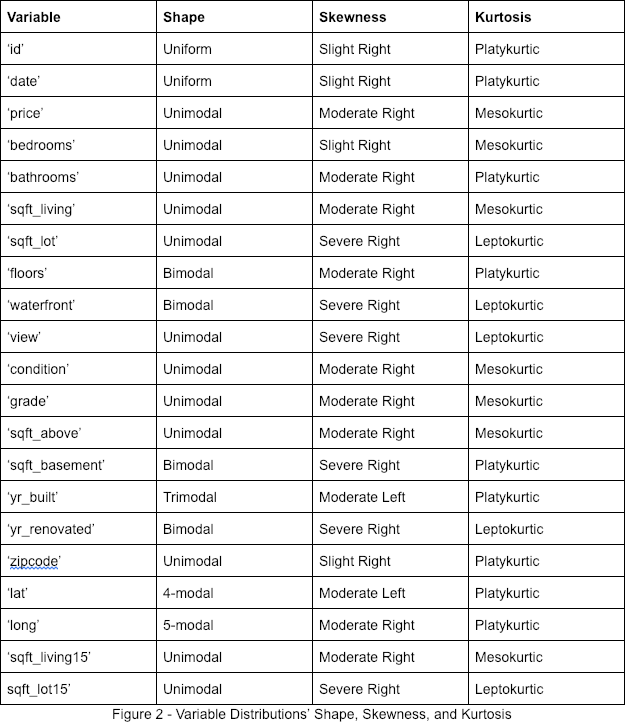 Variable Shape Skewness Kurtosis
‘id’ Uniform Slight Right Platykurtic
‘date’ Uniform Slight Right Platykurtic
‘price’ Unimodal Moderate Right Mesokurtic
‘bedrooms’ Unimodal Slight Right Mesokurtic
‘bathrooms’ Unimodal Moderate Right Platykurtic
‘sqft_living’ Unimodal Moderate Right Mesokurtic
‘sqft_lot’ Unimodal Severe Right Leptokurtic
‘floors’ Bimodal Moderate Right Platykurtic
‘waterfront’ Bimodal Severe Right Leptokurtic
‘view’ Unimodal Severe Right Leptokurtic
‘condition’ Unimodal Moderate Right Mesokurtic
‘grade’ Unimodal Moderate Right Mesokurtic
‘sqft_above’ Unimodal Moderate Right Mesokurtic
‘sqft_basement’ Bimodal Severe Right Platykurtic
‘yr_built’ Trimodal Moderate Left Platykurtic
‘yr_renovated’ Bimodal Severe Right Leptokurtic
‘zipcode’ Unimodal Slight Right Platykurtic
‘lat’ 4-modal Moderate Left Platykurtic
‘long’ 5-modal Moderate Right Platykurtic
‘sqft_living15’ Unimodal Moderate Right Mesokurtic
sqft_lot15’ Unimodal Severe Right Leptokurtic
Figure 2 - Variable Distributions’ Shape, Skewness, and Kurtosis